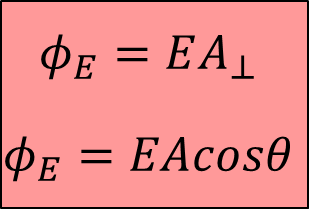 ϕ_E = EA_⊥
ϕ_E = EAcosθ